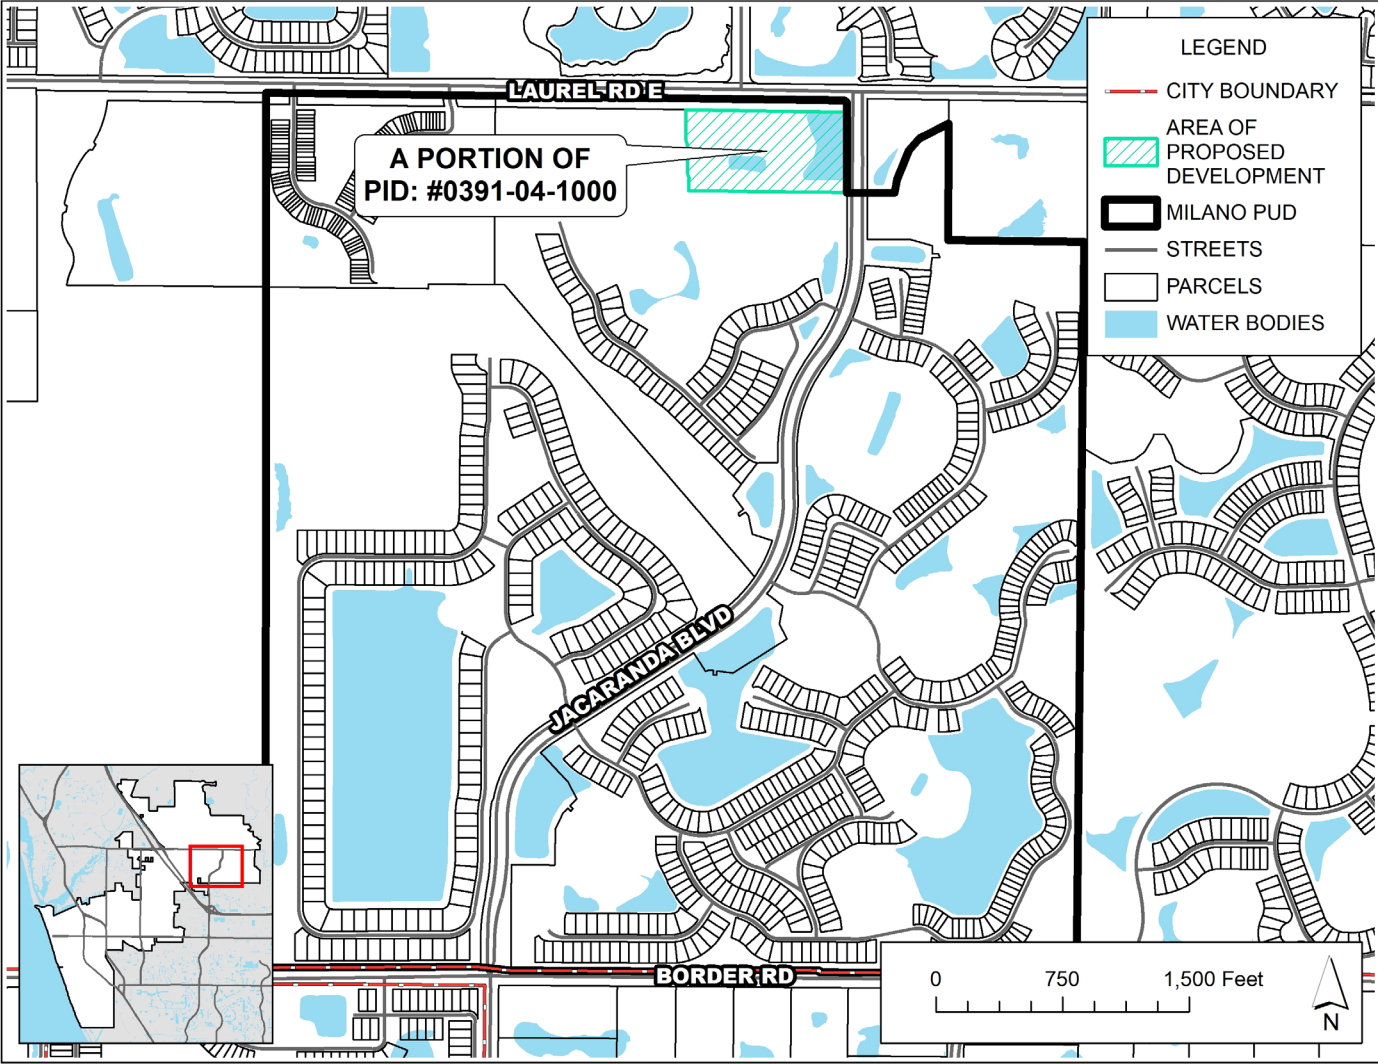 LAUREL RD E
A PORTION OF
PID: #0391-04-1000
LEGEND
CITY BOUNDARY
AREA OF
PROPOSED
DEVELOPMENT
MILANO PUD
STREETS
PARCELS
WATER BODIES
JACARANDA BLVD
BORDER RD
0 750 1,500 Feet
N